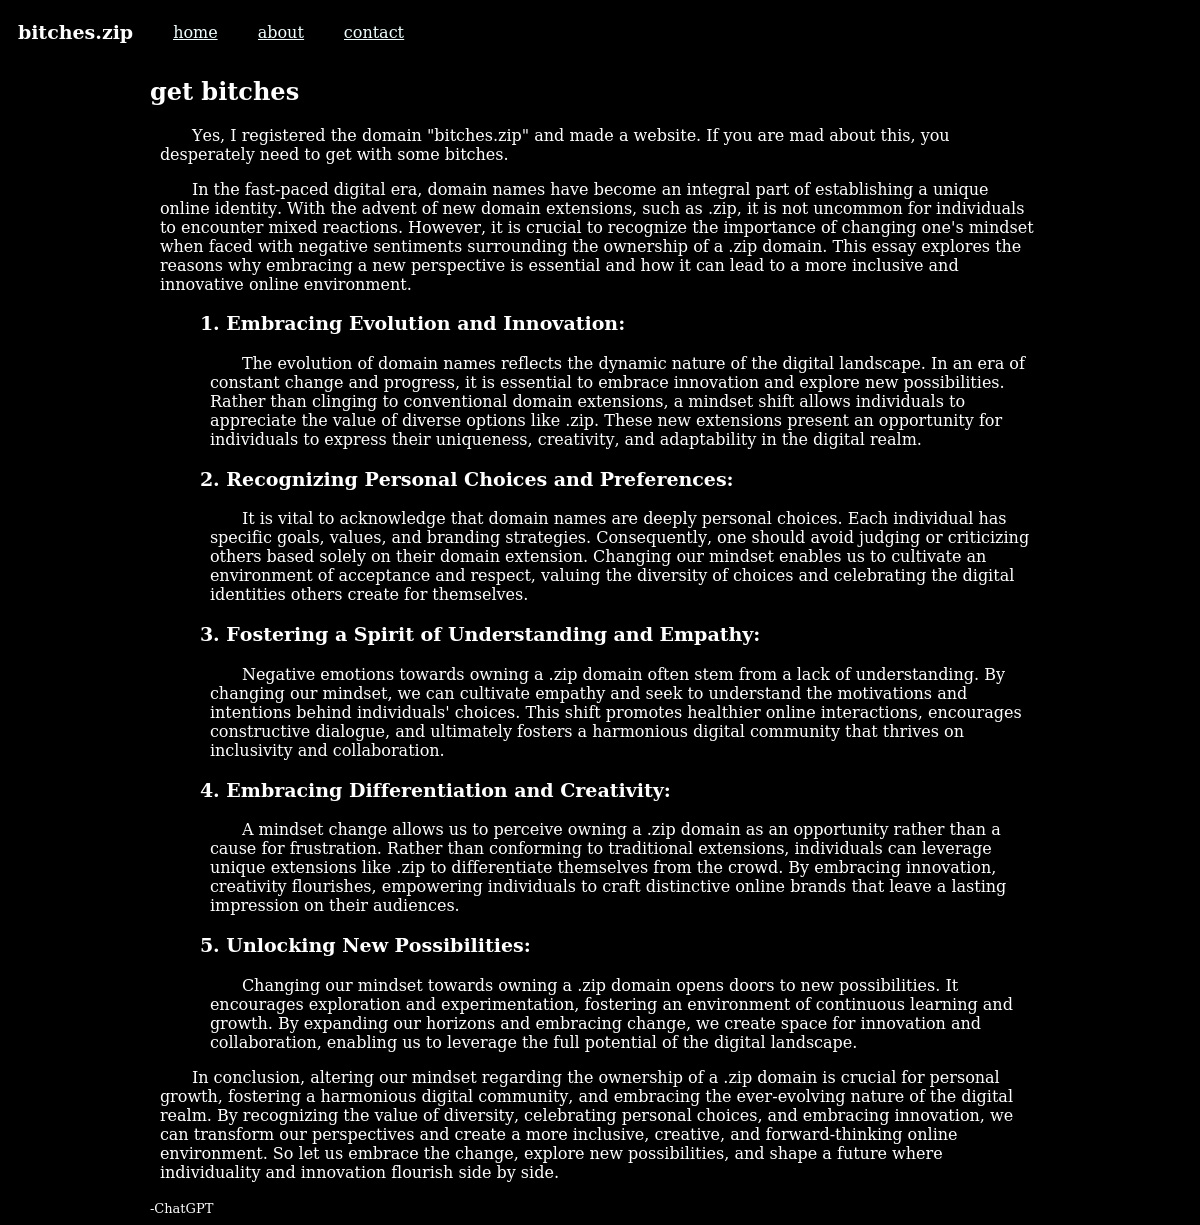 bitches.zip home about contact
get bitches
Yes, I registered the domain "bitches.zip" and made a website. If you are mad about this, you
desperately need to get with some bitches.
In the fast-paced digital era, domain names have become an integral part of establishing a unique
online identity. With the advent of new domain extensions, such as .zip, it is not uncommon for individuals
to encounter mixed reactions. However, it is crucial to recognize the importance of changing one's mindset
when faced with negative sentiments surrounding the ownership of a .zip domain. This essay explores the
reasons why embracing a new perspective is essential and how it can lead to a more inclusive and
innovative online environment.
1. Embracing Evolution and Innovation:
The evolution of domain names reflects the dynamic nature of the digital landscape. In an era of
constant change and progress, it is essential to embrace innovation and explore new possibilities.
Rather than clinging to conventional domain extensions, a mindset shift allows individuals to
appreciate the value of diverse options like .zip. These new extensions present an opportunity for
individuals to express their uniqueness, creativity, and adaptability in the digital realm.
2. Recognizing Personal Choices and Preferences:
It is vital to acknowledge that domain names are deeply personal choices. Each individual has
specific goals, values, and branding strategies. Consequently, one should avoid judging or criticizing
others based solely on their domain extension. Changing our mindset enables us to cultivate an
environment of acceptance and respect, valuing the diversity of choices and celebrating the digital
identities others create for themselves.
3. Fostering a Spirit of Understanding and Empathy:
Negative emotions towards owning a .zip domain often stem from a lack of understanding. By
changing our mindset, we can cultivate empathy and seek to understand the motivations and
intentions behind individuals' choices. This shift promotes healthier online interactions, encourages
constructive dialogue, and ultimately fosters a harmonious digital community that thrives on
inclusivity and collaboration.
4. Embracing Differentiation and Creativity:
A mindset change allows us to perceive owning a .zip domain as an opportunity rather than a
cause for frustration. Rather than conforming to traditional extensions, individuals can leverage
unique extensions like .zip to differentiate themselves from the crowd. By embracing innovation,
creativity flourishes, empowering individuals to craft distinctive online brands that leave a lasting
impression on their audiences.
5. Unlocking New Possibilities:
Changing our mindset towards owning a .zip domain opens doors to new possibilities. It
encourages exploration and experimentation, fostering an environment of continuous learning and
growth. By expanding our horizons and embracing change, we create space for innovation and
collaboration, enabling us to leverage the full potential of the digital landscape.
In conclusion, altering our mindset regarding the ownership of a .zip domain is crucial for personal
growth, fostering a harmonious digital community, and embracing the ever-evolving nature of the digital
realm. By recognizing the value of diversity, celebrating personal choices, and embracing innovation, we
can transform our perspectives and create a more inclusive, creative, and forward-thinking online
environment. So let us embrace the change, explore new possibilities, and shape a future where
individuality and innovation flourish side by side.
-ChatGPT